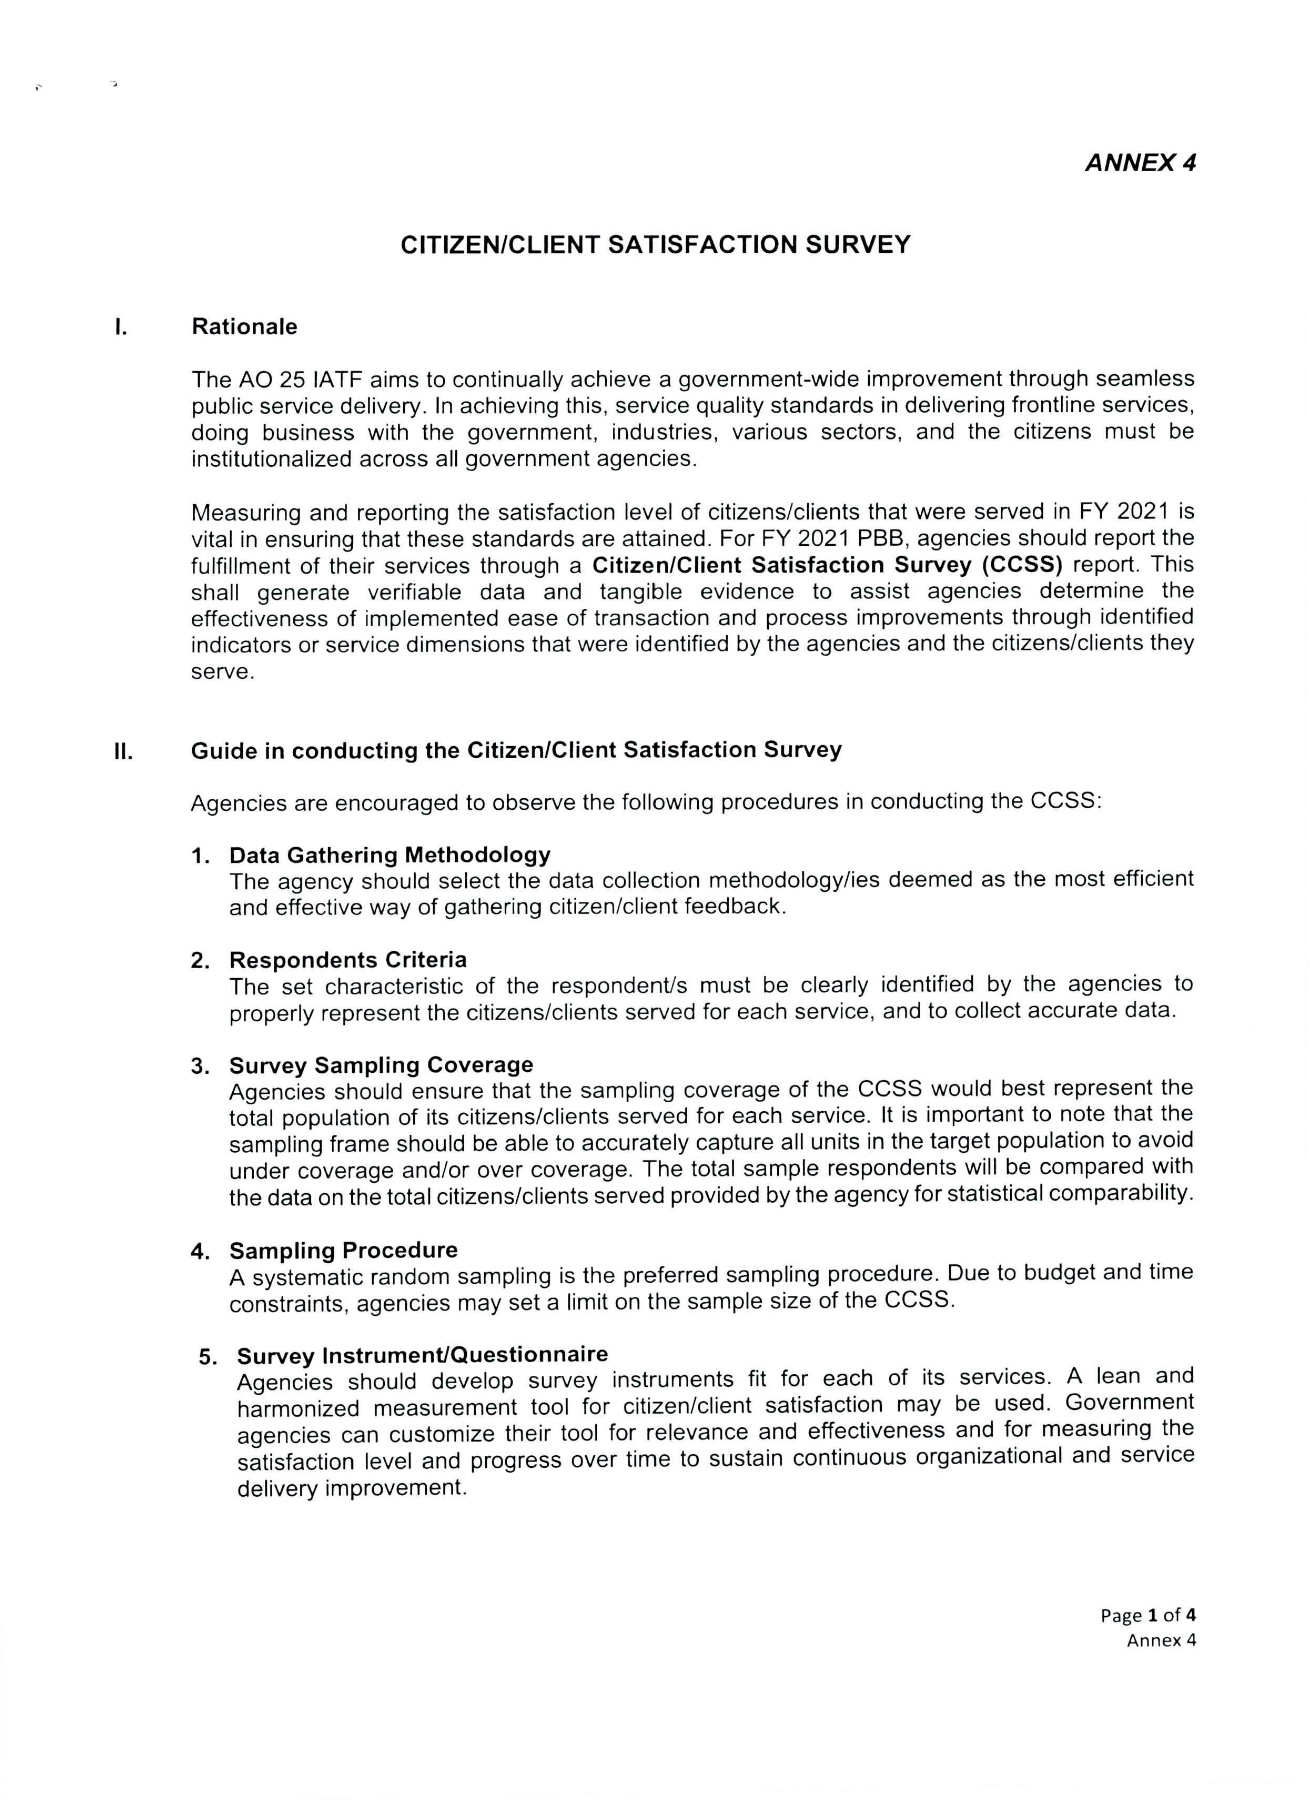 ANNEX 4
CITIZEN/CLIENT SATISFACTION SURVEY
I. Rationale
The AO 25 IATF aims to continually achieve a government-wide improvement through seamless
public service delivery. In achieving this, service quality standards in delivering frontline services,
doing business with the government, industries, various sectors, and the citizens must be
institutionalized across all government agencies.
Measuring and reporting the satisfaction level of citizens/clients that were served in FY 2021 is
vital in ensuring that these standards are attained. For FY 2021 PBB, agencies should report the
fulfillment of their services through a Citizen/Client Satisfaction Survey (CCSS) report. This
shall generate verifiable data and tangible evidence to assist agencies determine the
effectiveness of implemented ease of transaction and process improvements through identified
indicators or service dimensions that were identified by the agencies and the citizens/clients they
serve.
II. Guide in conducting the Citizen/Client Satisfaction Survey
Agencies are encouraged to observe the following procedures in conducting the CCSS:
1. Data Gathering Methodology
The agency should select the data collection methodology/ies deemed as the most efficient
and effective way of gathering citizen/client feedback.
2. Respondents Criteria
The set characteristic of the respondent/s must be clearly identified by the agencies to
properly represent the citizens/clients served for each service, and to collect accurate data.
3. Survey Sampling Coverage
Agencies should ensure that the sampling coverage of the CCSS would best represent the
total population of its citizens/clients served for each service. It is important to note that the
sampling frame should be able to accurately capture all units in the target population to avoid
under coverage and/or over coverage. The total sample respondents will be compared with
the data on the total citizens/clients served provided by the agency for statistical comparability.
4. Sampling Procedure
A systematic random sampling is the preferred sampling procedure. Due to budget and time
constraints, agencies may set a limit on the sample size of the CCSS.
5. Survey Instrument/Questionnaire
Agencies should develop survey instruments fit for each of its services. A lean and
harmonized measurement tool for citizen/client satisfaction may be used. Government
agencies can customize their tool for relevance and effectiveness and for measuring the
satisfaction level and progress over time to sustain continuous organizational and service
delivery improvement.
Page 1 of 4
Annex 4